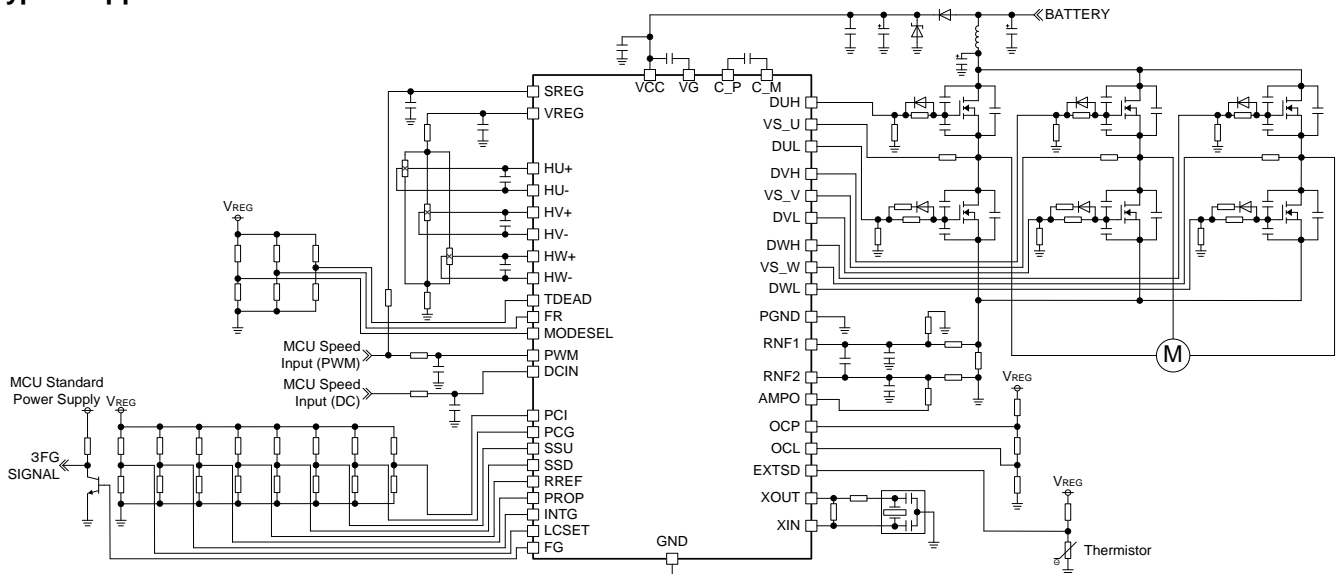 BATTERY
VCC VG C_P C_M
SREG
VREG
HU+
HU-
HV+
HV-
HW+
HW-
TDEAD
FR
MODESEL
PWM
DCIN
PCI
PCG
SSU
SSD
RREF
PROP
INTG
LCSET
FG
GND
DUH
VS_U
DUL
DVH
VS_V
DVL
DWH
VS_W
DWL
PGND
RNF1
RNF2
AMPO
OCP
OCL
EXTSD
XOUT
XIN
VREG
MCU Speed
Input (PWM)
MCU Speed
Input (DC)
MCU Standard
Power Supply
VREG
3FG
SIGNAL
M
VREG
VREG
Thermistor